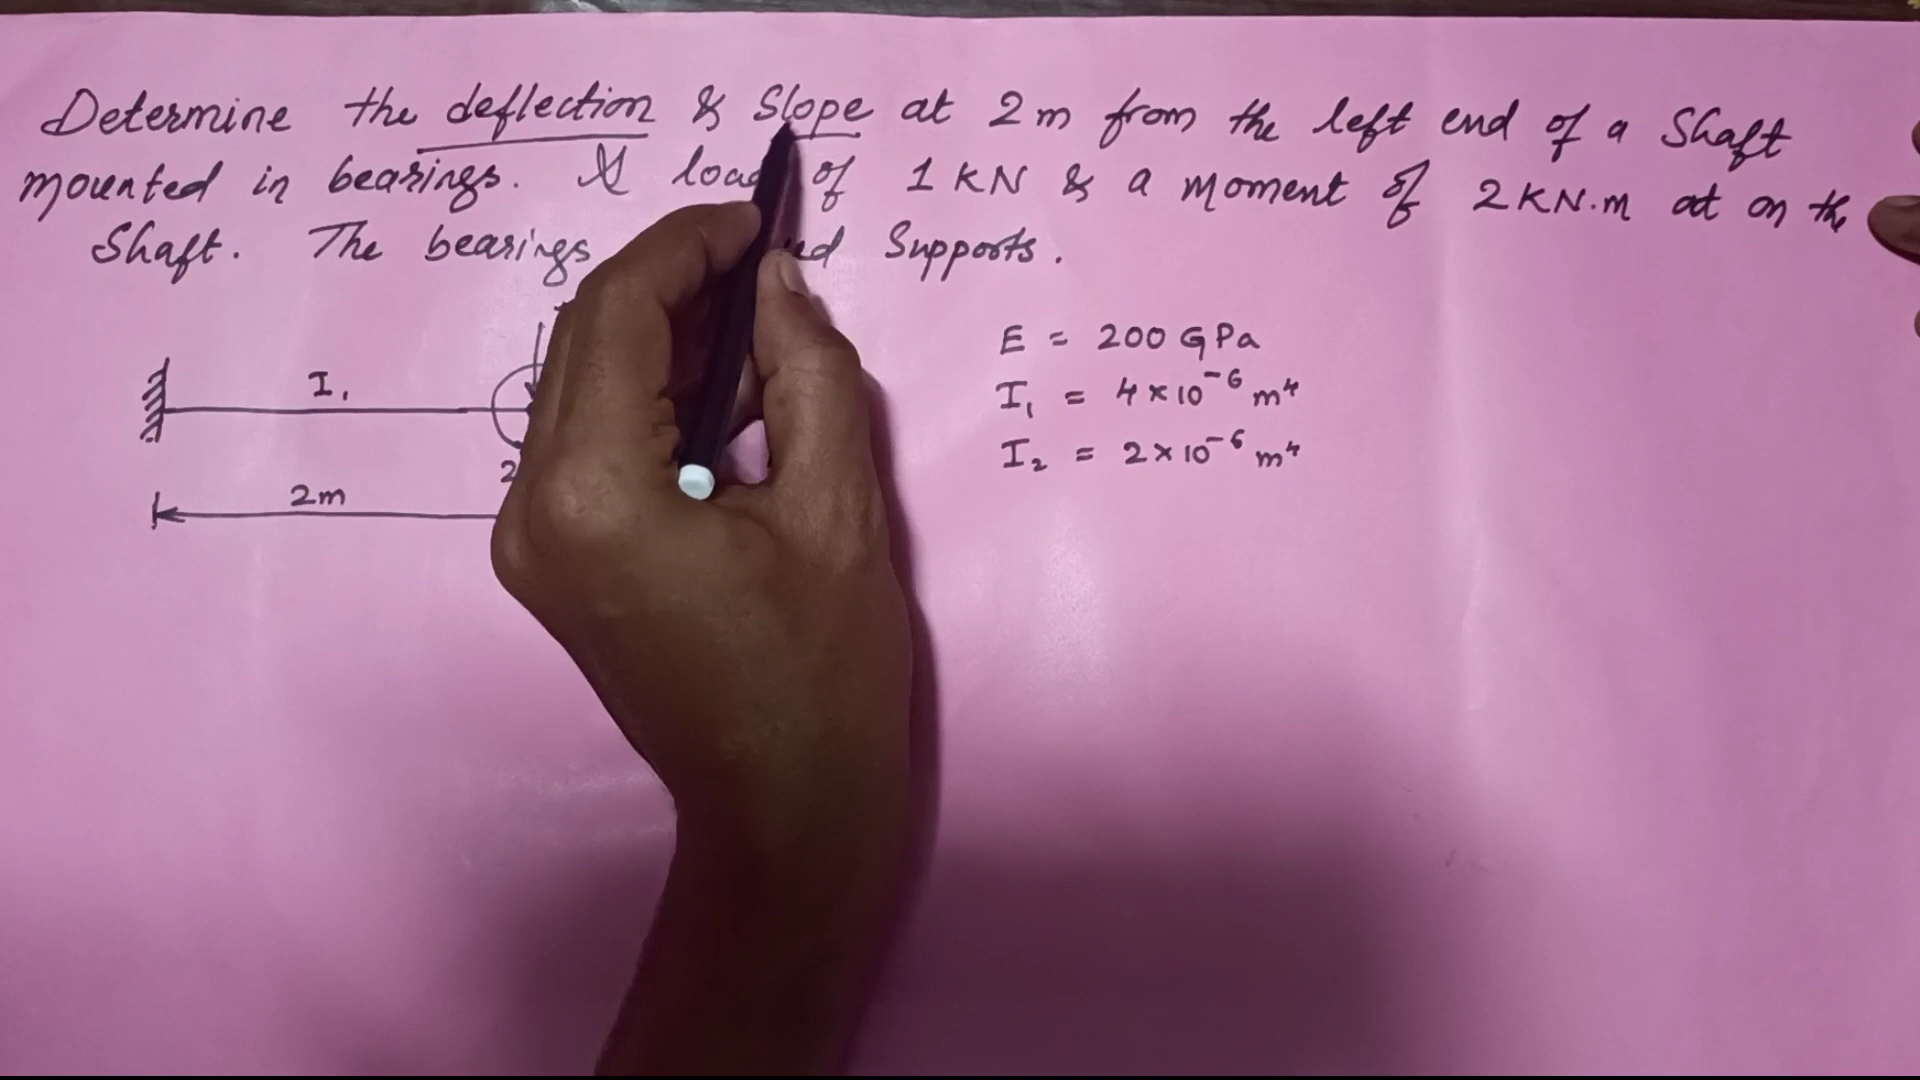 Determine the deflection & Slope at 2m from the left end of a Shaft
mounted in bearings. A load of 1 KN & a moment of 2 KN.m at on the
Shaft. The bearings Supports.
E = 200 GPa
I₁
I₁ = 4×10⁻⁶ m⁴
I₂ = 2×10⁻⁶ m⁴
2
2m